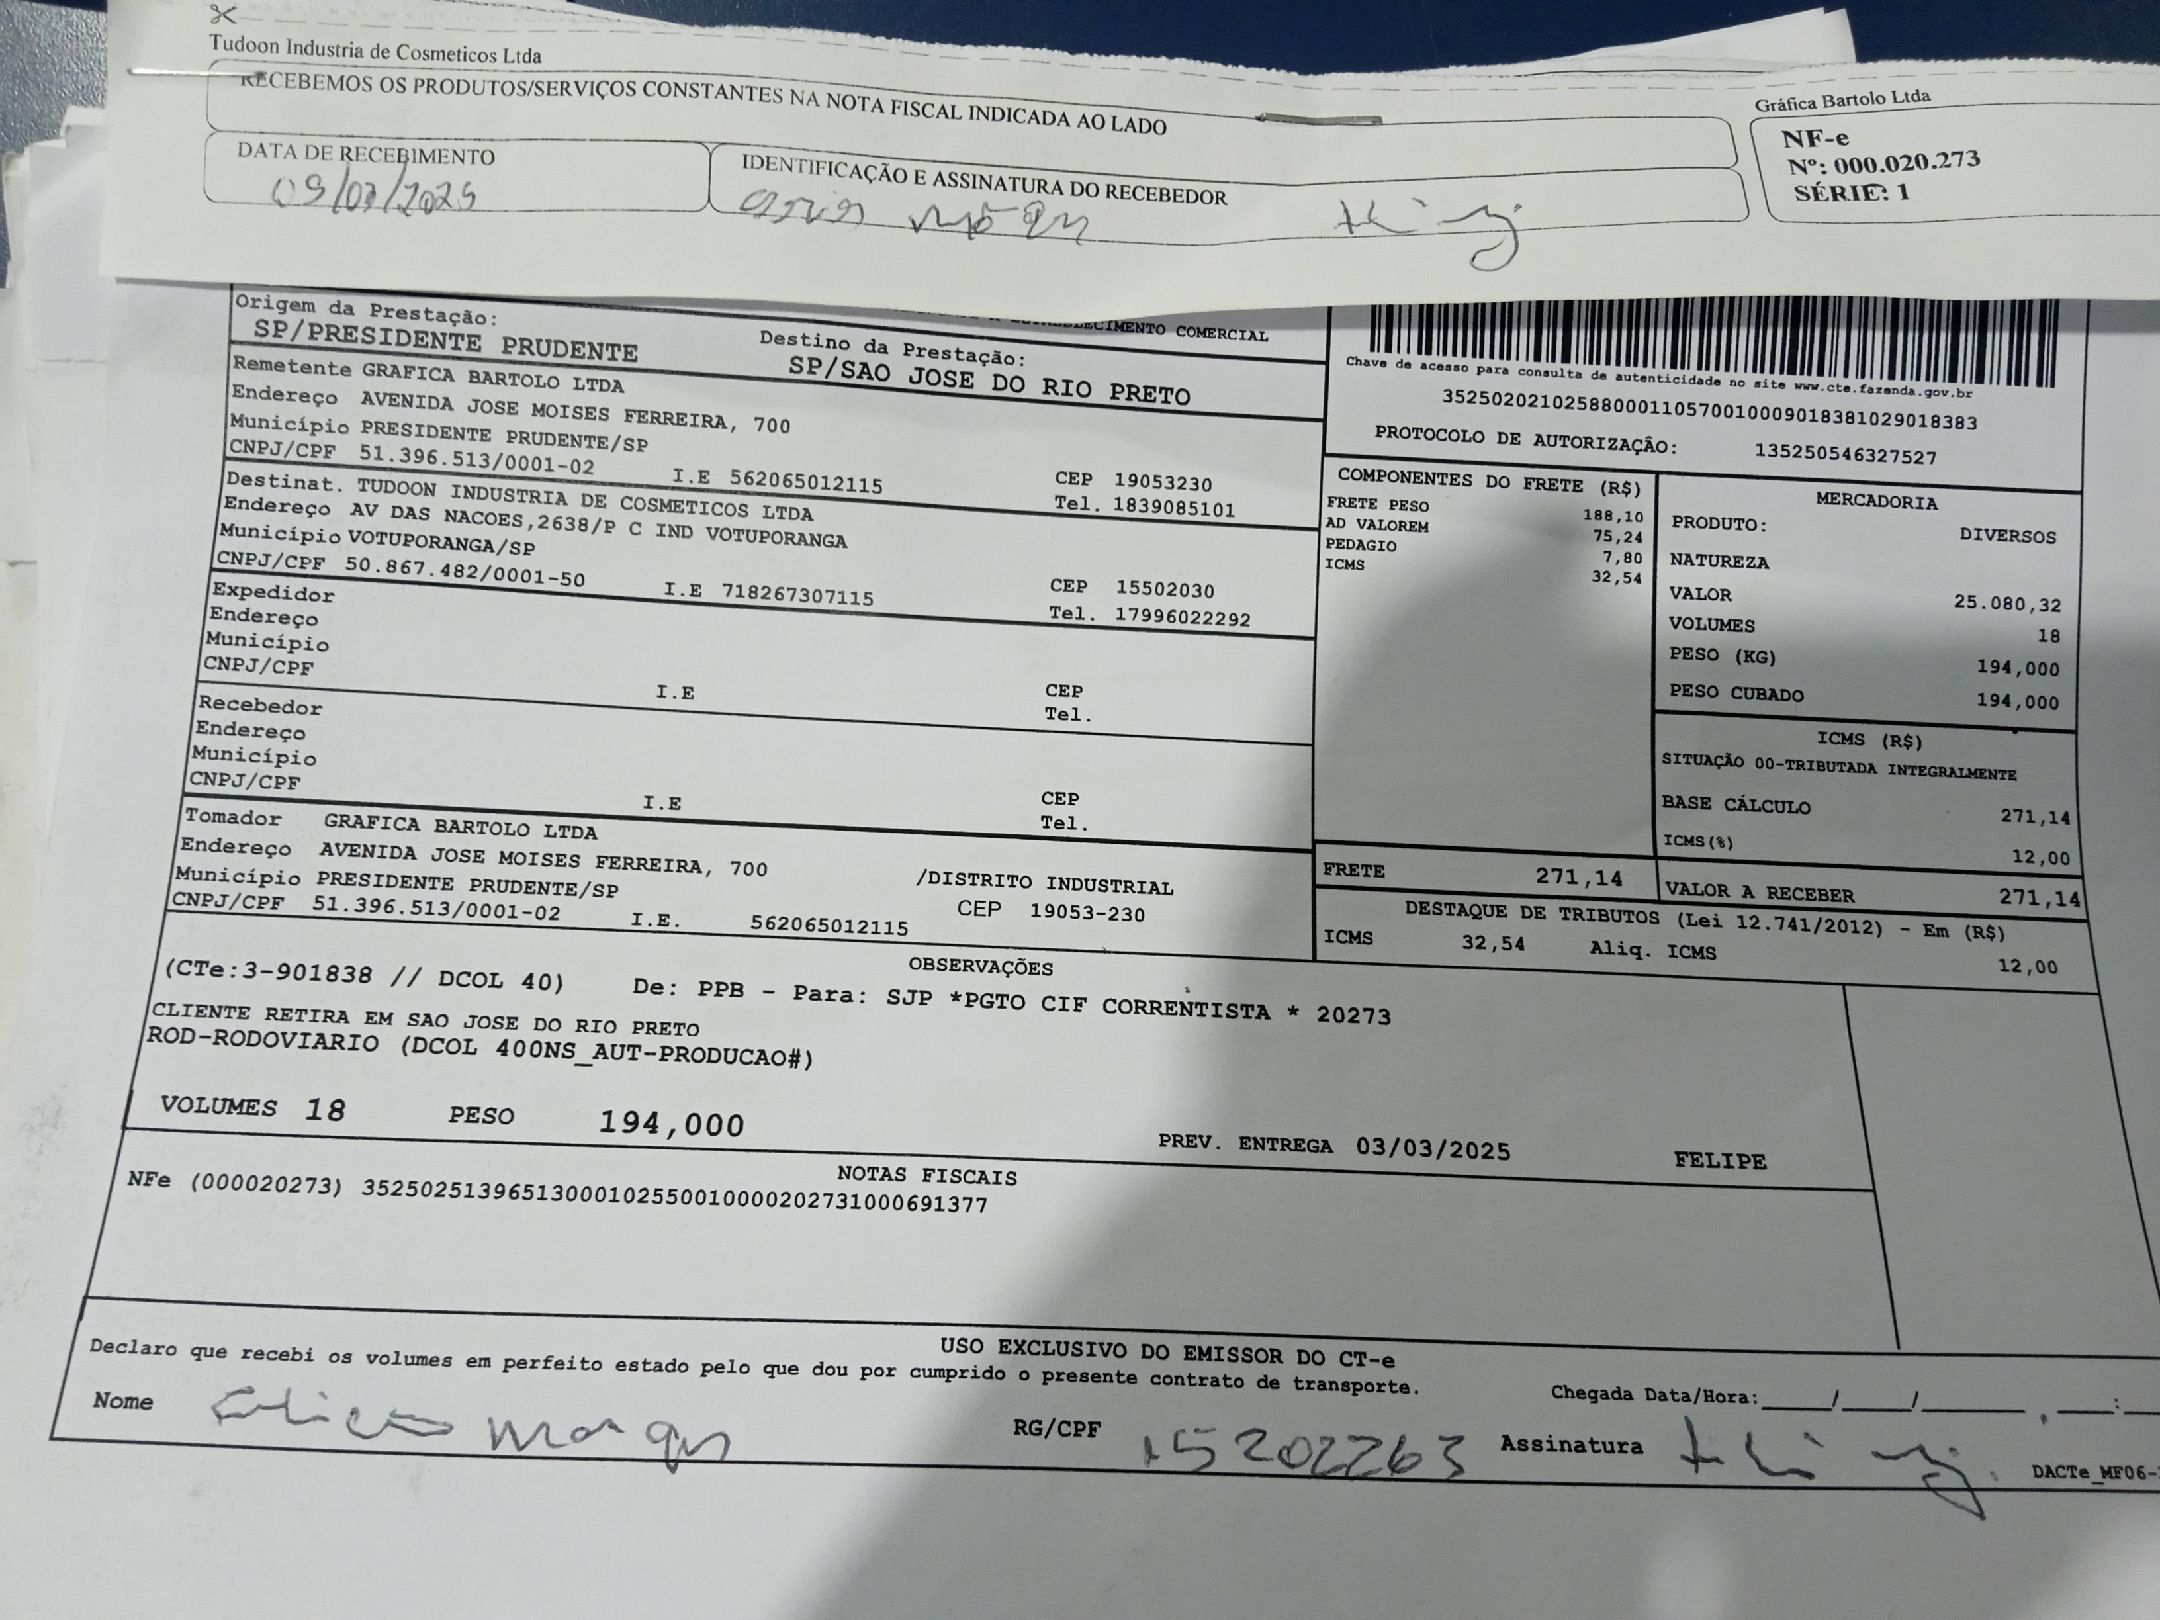 Tudoon Industria de Cosmeticos Ltda
RECEBEMOS OS PRODUTOS/SERVIÇOS CONSTANTES NA NOTA FISCAL INDICADA AO LADO
DATA DE RECEBIMENTO
IDENTIFICAÇÃO E ASSINATURA DO RECEBEDOR
Gráfica Bartolo Ltda
NF-e
Nº: 000.020.273
SÉRIE: 1
COMERCIAL
Origem da Prestação:
SP/PRESIDENTE PRUDENTE
Destino da Prestação:
SP/SAO JOSE DO RIO PRETO
Remetente GRAFICA BARTOLO LTDA
Endereço AVENIDA JOSE MOISES FERREIRA, 700
Município PRESIDENTE PRUDENTE/SP
CEP 19053230
CNPJ/CPF 51.396.513/0001-02 I.E 562065012115 Tel. 1839085101
Destinat. TUDOON INDUSTRIA DE COSMETICOS LTDA
Endereço AV DAS NACOES,2638/P C IND VOTUPORANGA
Município VOTUPORANGA/SP
CEP 15502030
CNPJ/CPF 50.867.482/0001-50 I.E 718267307115 Tel. 17996022292
Expedidor
Endereço
Município
CEP
CNPJ/CPF I.E Tel.
Recebedor
Endereço
Município
CEP
CNPJ/CPF I.E Tel.
Tomador GRAFICA BARTOLO LTDA
Endereço AVENIDA JOSE MOISES FERREIRA, 700 /DISTRITO INDUSTRIAL
Município PRESIDENTE PRUDENTE/SP CEP 19053-230
CNPJ/CPF 51.396.513/0001-02 I.E. 562065012115
Chave de acesso para consulta de autenticidade no site www.cte.fazenda.gov.br
35250202102588000110570010009018381029018383
PROTOCOLO DE AUTORIZAÇÃO: 135250546327527
COMPONENTES DO FRETE (R$)
FRETE PESO 188,10
AD VALOREM 75,24
PEDAGIO 7,80
ICMS 32,54
MERCADORIA
PRODUTO: DIVERSOS
NATUREZA
VALOR 25.080,32
VOLUMES 18
PESO (KG) 194,000
PESO CUBADO 194,000
ICMS (R$)
SITUAÇÃO 00-TRIBUTADA INTEGRALMENTE
BASE CÁLCULO 271,14
ICMS(%) 12,00
FRETE 271,14
VALOR A RECEBER 271,14
DESTAQUE DE TRIBUTOS (Lei 12.741/2012) - Em (R$)
ICMS 32,54 Aliq. ICMS 12,00
OBSERVAÇÕES
(CTe:3-901838 // DCOL 40) De: PPB - Para: SJP *PGTO CIF CORRENTISTA * 20273
CLIENTE RETIRA EM SAO JOSE DO RIO PRETO
ROD-RODOVIARIO (DCOL 400NS_AUT-PRODUCAO#)
VOLUMES 18 PESO 194,000
PREV. ENTREGA 03/03/2025 FELIPE
NOTAS FISCAIS
NFe (000020273) 35250251396513000102550010000202731000691377
USO EXCLUSIVO DO EMISSOR DO CT-e
Declaro que recebi os volumes em perfeito estado pelo que dou por cumprido o presente contrato de transporte.
Chegada Data/Hora:____/____/______, ___:
Nome
RG/CPF 15202263 Assinatura
DACTe_MF06-